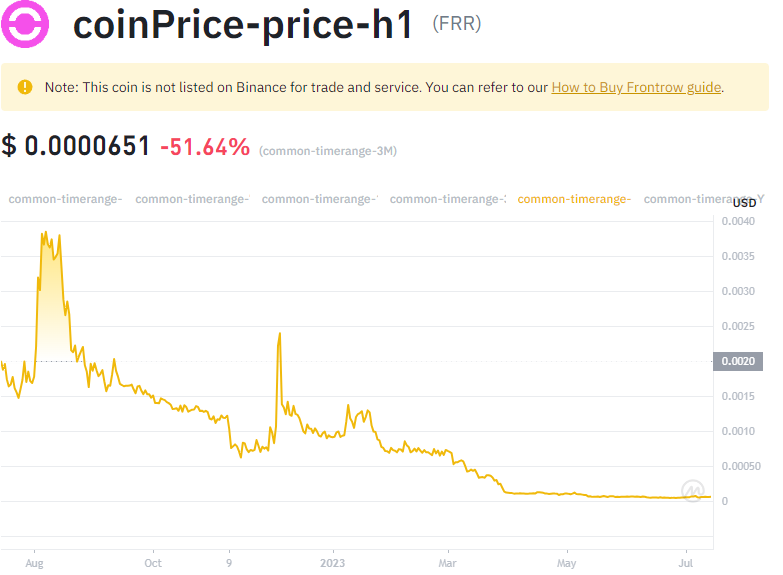 coinPrice-price-h1 (FRR)
Note: This coin is not listed on Binance for trade and service. You can refer to our How to Buy Frontrow guide.
$ 0.0000651 -51.64% (common-timerange-3M)
common-timerange- common-timerange- common-timerange- common-timerange- common-timerange- common-timerange-Y
USD
0.0040
0.0035
0.0030
0.0025
0.0020
0.0015
0.0010
0.00050
0
Aug Oct 9 2023 Mar May Jul